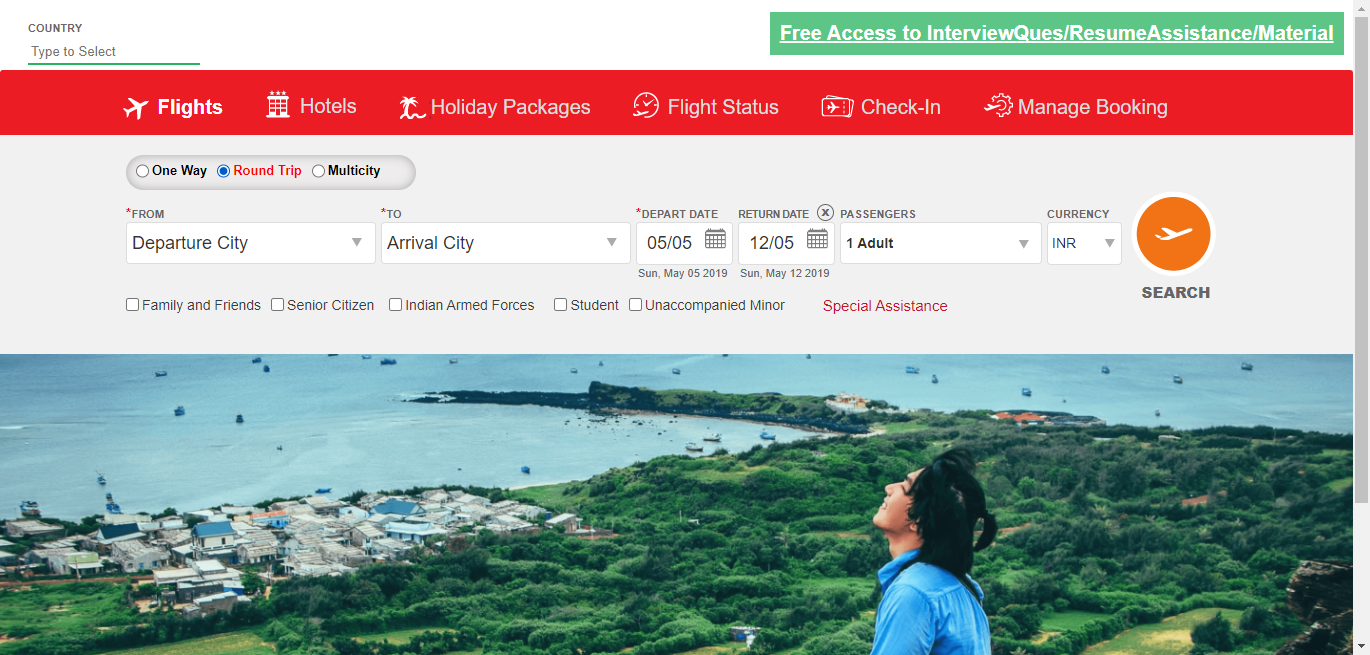 COUNTRY
Type to Select
Free Access to InterviewQues/ResumeAssistance/Material
Flights Hotels Holiday Packages Flight Status Check-In Manage Booking
One Way Round Trip Multicity
*FROM *TO *DEPART DATE RETURN DATE X PASSENGERS CURRENCY
Departure City Arrival City 05/05 12/05 1 Adult INR
Sun, May 05 2019 Sun, May 12 2019
SEARCH
Family and Friends Senior Citizen Indian Armed Forces Student Unaccompanied Minor Special Assistance